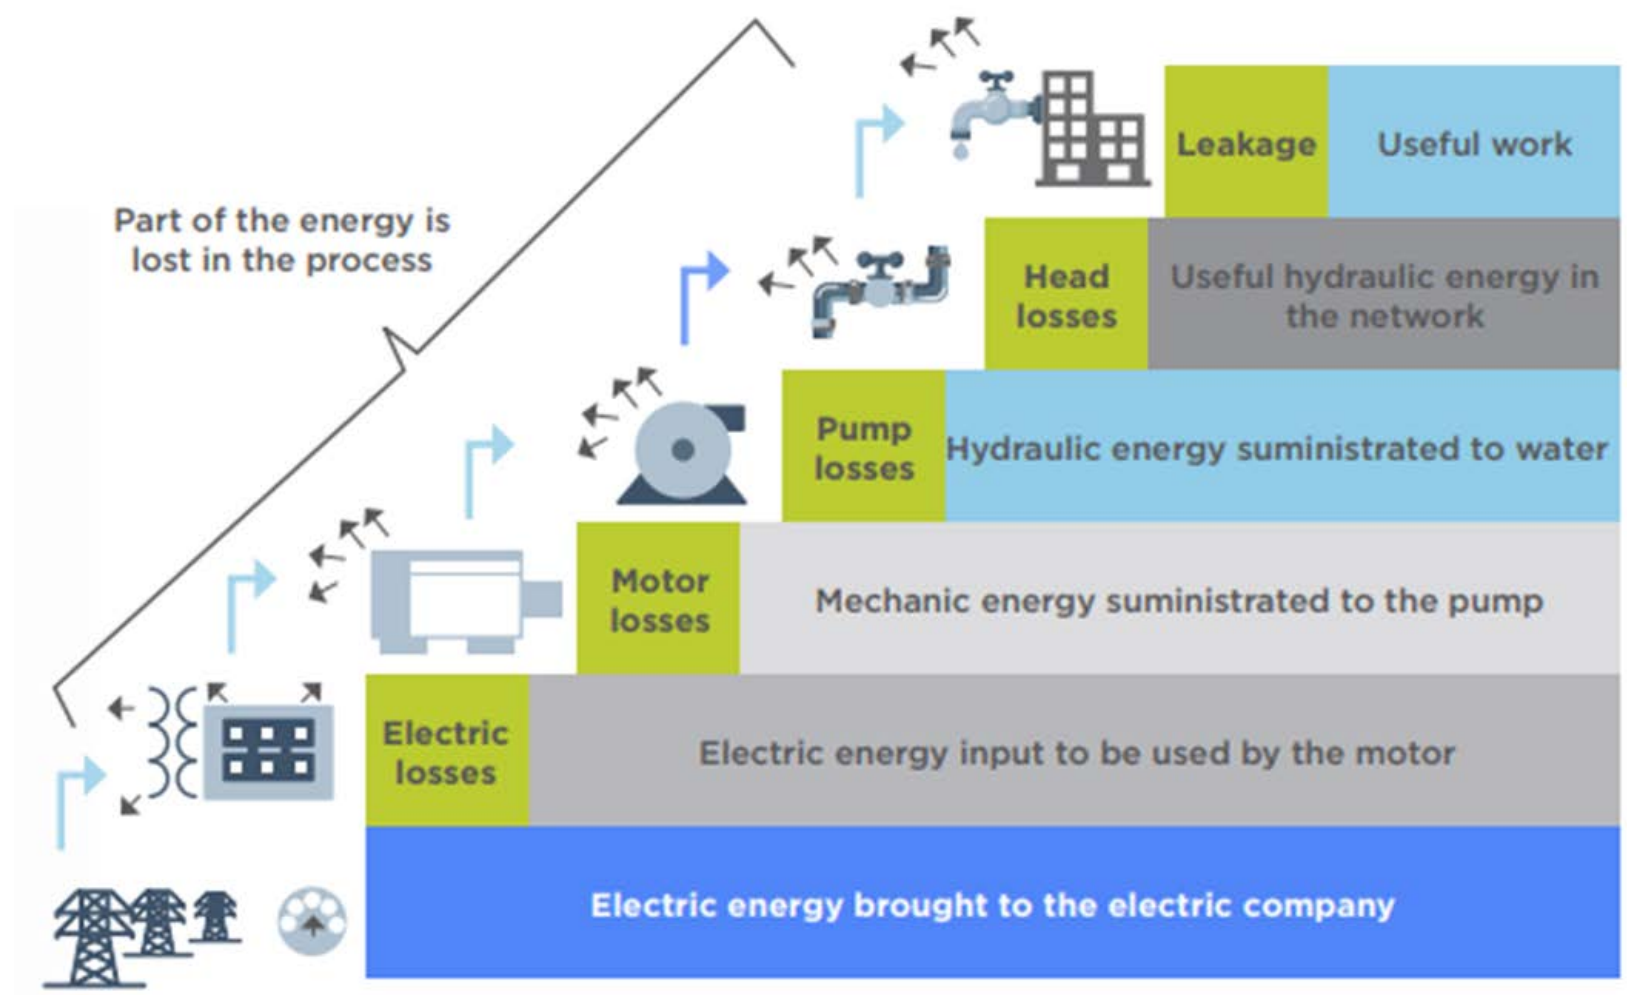 Part of the energy is
lost in the process
Leakage
Useful work
Head
losses
Useful hydraulic energy in
the network
Pump
losses
Hydraulic energy suministrated to water
Motor
losses
Mechanic energy suministrated to the pump
Electric
losses
Electric energy input to be used by the motor
Electric energy brought to the electric company